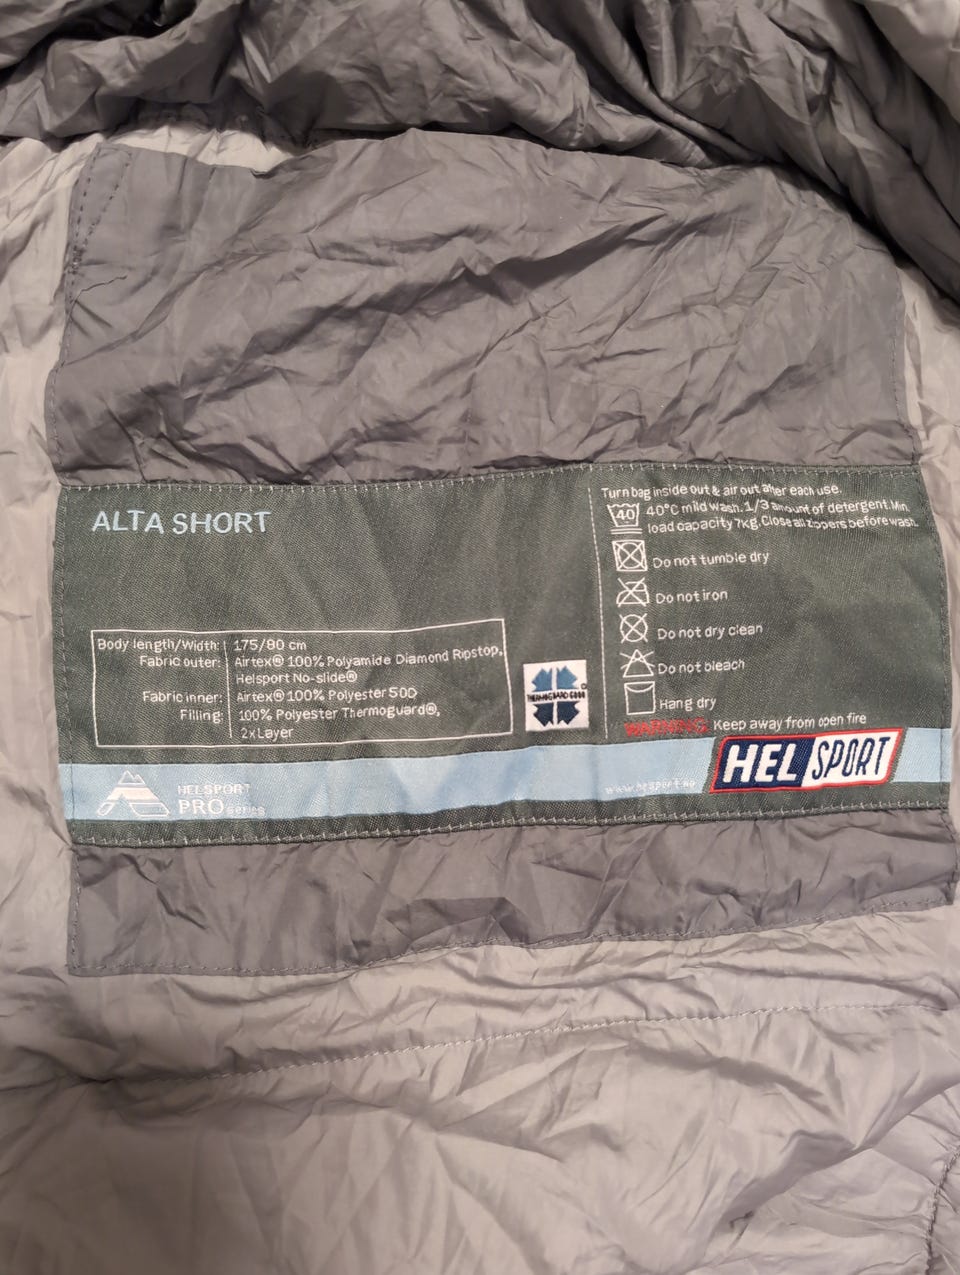 ALTA SHORT
Body length/Width: 175/80 cm
Fabric outer: Airtex® 100% Polyamide Diamond Ripstop,
Helsport No-slide®
Fabric inner: Airtex® 100% Polyester 50D
Filling: 100% Polyester Thermoguard®,
2xLayer
THERMOGUARD 6000
Turn bag inside out & air out after each use.
40
40°C mild wash. 1/3 amount of detergent. Min.
load capacity 7kg. Close all zippers before wash.
Do not tumble dry
Do not iron
Do not dry clean
Do not bleach
Hang dry
WARNING: Keep away from open fire
HELSPORT
PRO series
www.helsport.no
HELSPORT